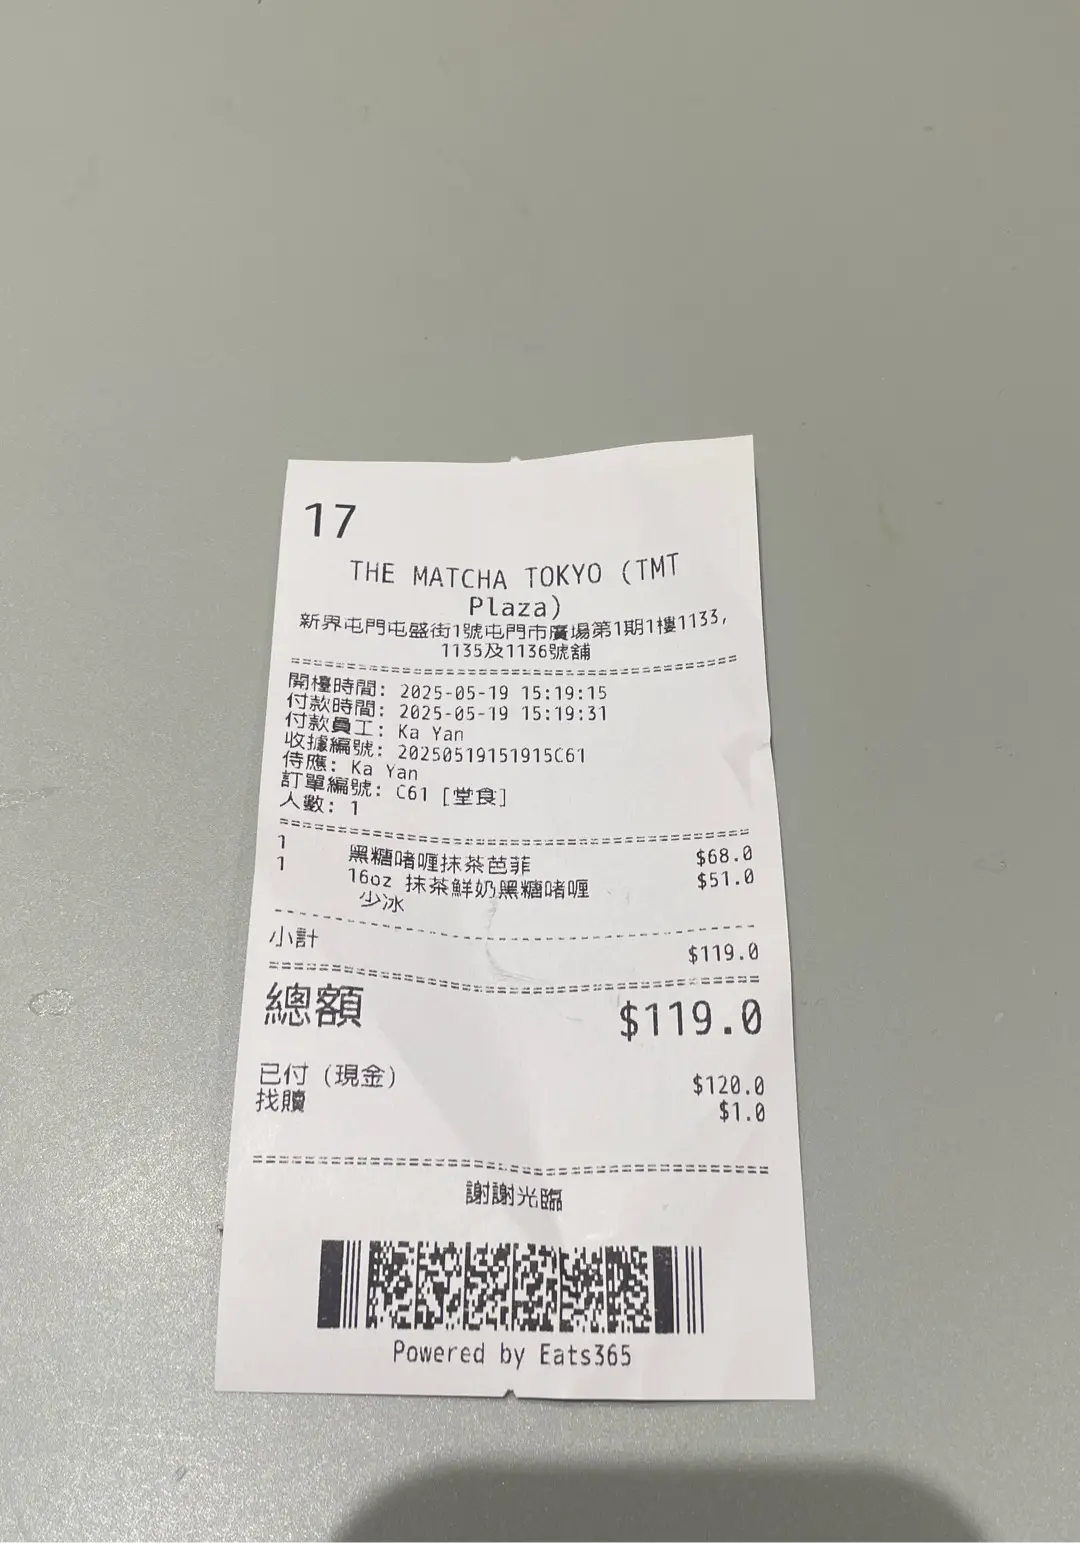 17
THE MATCHA TOKYO (TMT
Plaza)
新界屯門屯盛街1號屯門市廣場第1期1樓1133,
1135及1136號舖
開檯時間: 2025-05-19 15:19:15
付款時間: 2025-05-19 15:19:31
付款員工: Ka Yan
收據編號: 20250519151915C61
侍應: Ka Yan
訂單編號: C61 [堂食]
人數: 1
1 黑糖啫喱抹茶芭菲 $68.0
1 16oz 抹茶鮮奶黑糖啫喱 $51.0
少冰
小計 $119.0
總額 $119.0
已付 (現金) $120.0
找贖 $1.0
謝謝光臨
Powered by Eats365